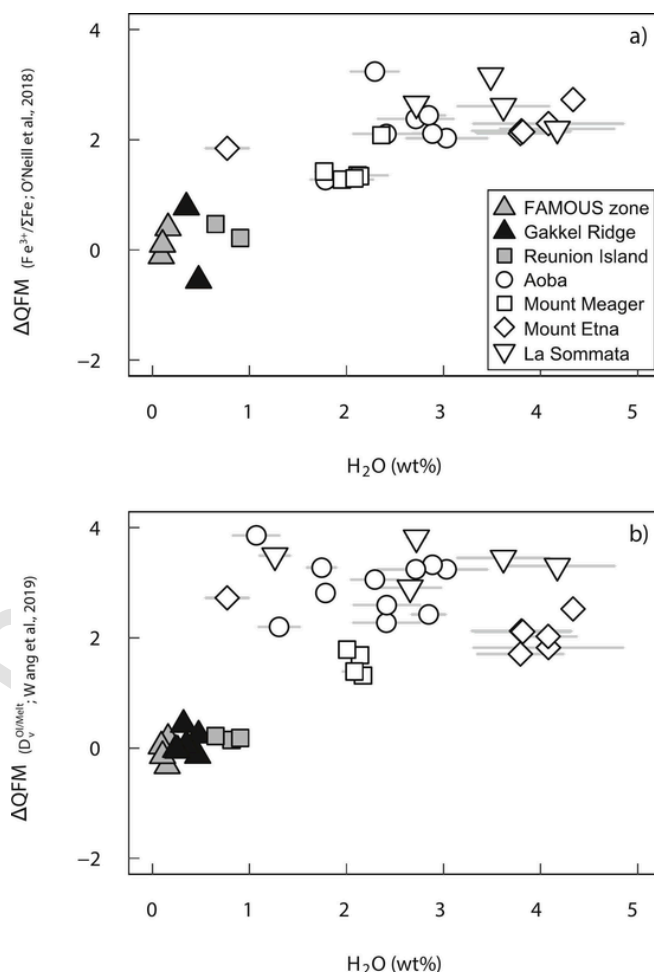 4
a)
2
0
−2
ΔQFM (Fe³⁺/ΣFe; O'Neill et al., 2018)
FAMOUS zone
Gakkel Ridge
Reunion Island
Aoba
Mount Meager
Mount Etna
La Sommata
0 1 2 3 4 5
H₂O (wt%)
4
b)
2
0
−2
ΔQFM (D_v^Ol/Melt; Wang et al., 2019)
0 1 2 3 4 5
H₂O (wt%)